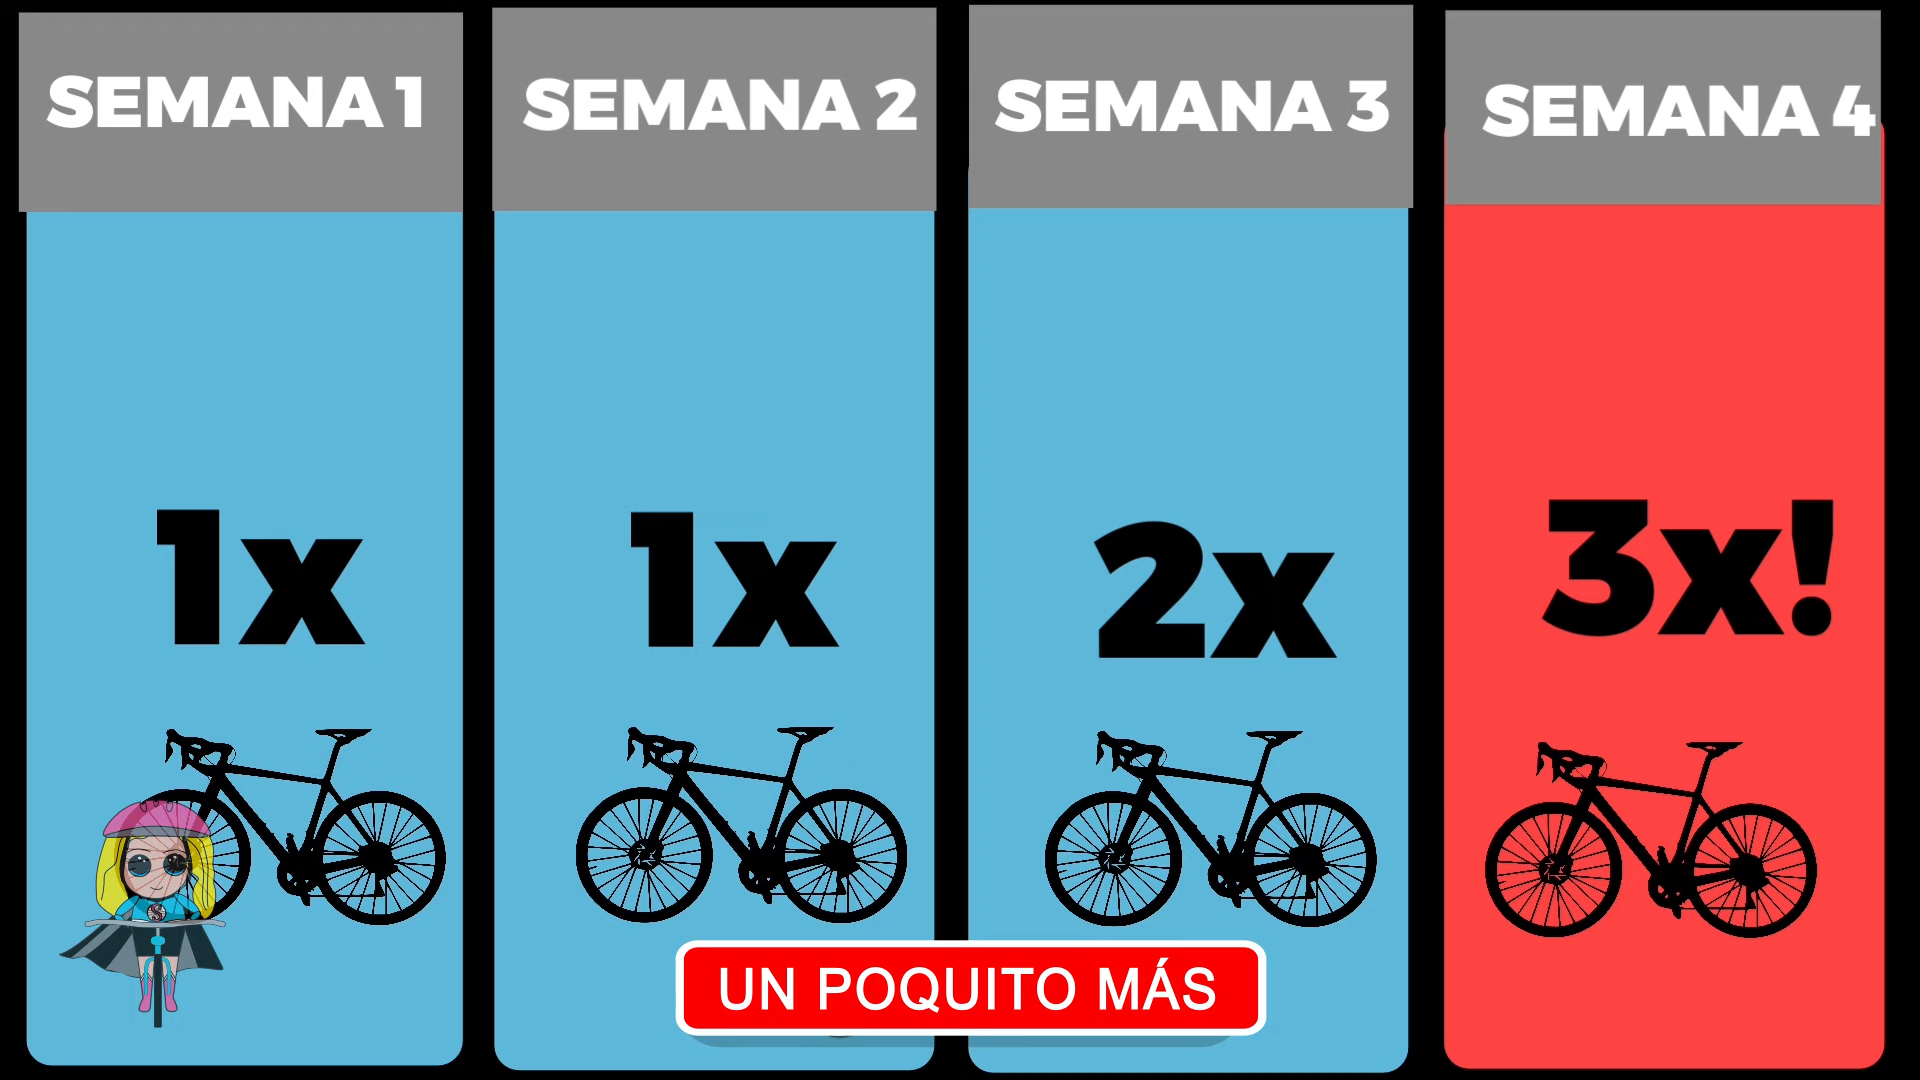 SEMANA 1
SEMANA 2
SEMANA 3
SEMANA 4
1x
1x
2x
3x!
S
UN POQUITO MÁS